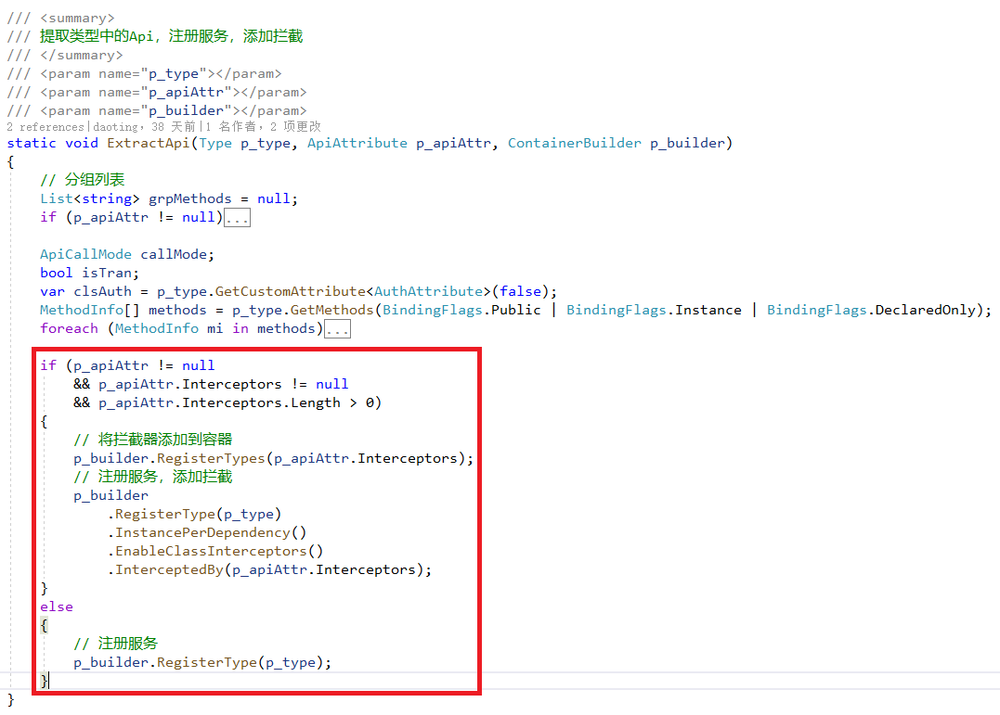 /// <summary>
/// 提取类型中的Api，注册服务，添加拦截
/// </summary>
/// <param name="p_type"></param>
/// <param name="p_apiAttr"></param>
/// <param name="p_builder"></param>
2 references|daoting，38 天前|1 名作者，2 项更改
static void ExtractApi(Type p_type, ApiAttribute p_apiAttr, ContainerBuilder p_builder)
{
// 分组列表
List<string> grpMethods = null;
if (p_apiAttr != null)...
ApiCallMode callMode;
bool isTran;
var clsAuth = p_type.GetCustomAttribute<AuthAttribute>(false);
MethodInfo[] methods = p_type.GetMethods(BindingFlags.Public | BindingFlags.Instance | BindingFlags.DeclaredOnly);
foreach (MethodInfo mi in methods)...
if (p_apiAttr != null
&& p_apiAttr.Interceptors != null
&& p_apiAttr.Interceptors.Length > 0)
{
// 将拦截器添加到容器
p_builder.RegisterTypes(p_apiAttr.Interceptors);
// 注册服务，添加拦截
p_builder
.RegisterType(p_type)
.InstancePerDependency()
.EnableClassInterceptors()
.InterceptedBy(p_apiAttr.Interceptors);
}
else
{
// 注册服务
p_builder.RegisterType(p_type);
}
}